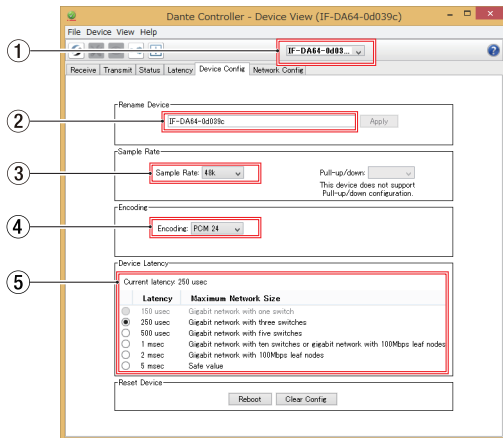 Dante Controller - Device View (IF-DA64-0d039c)
File Device View Help
① IF-DA64-0d03...
Receive Transmit Status Latency Device Config Network Config
Rename Device
② IF-DA64-0d039c Apply
Sample Rate
③ Sample Rate: 48k Pull-up/down:
This device does not support
Pull-up/down configuration.
Encoding
④ Encoding: PCM 24
Device Latency
⑤ Current latency: 250 usec
Latency Maximum Network Size
150 usec Gigabit network with one switch
250 usec Gigabit network with three switches
500 usec Gigabit network with five switches
1 msec Gigabit network with ten switches or gigabit network with 100Mbps leaf nodes
2 msec Gigabit network with 100Mbps leaf nodes
5 msec Safe value
Reset Device
Reboot Clear Config